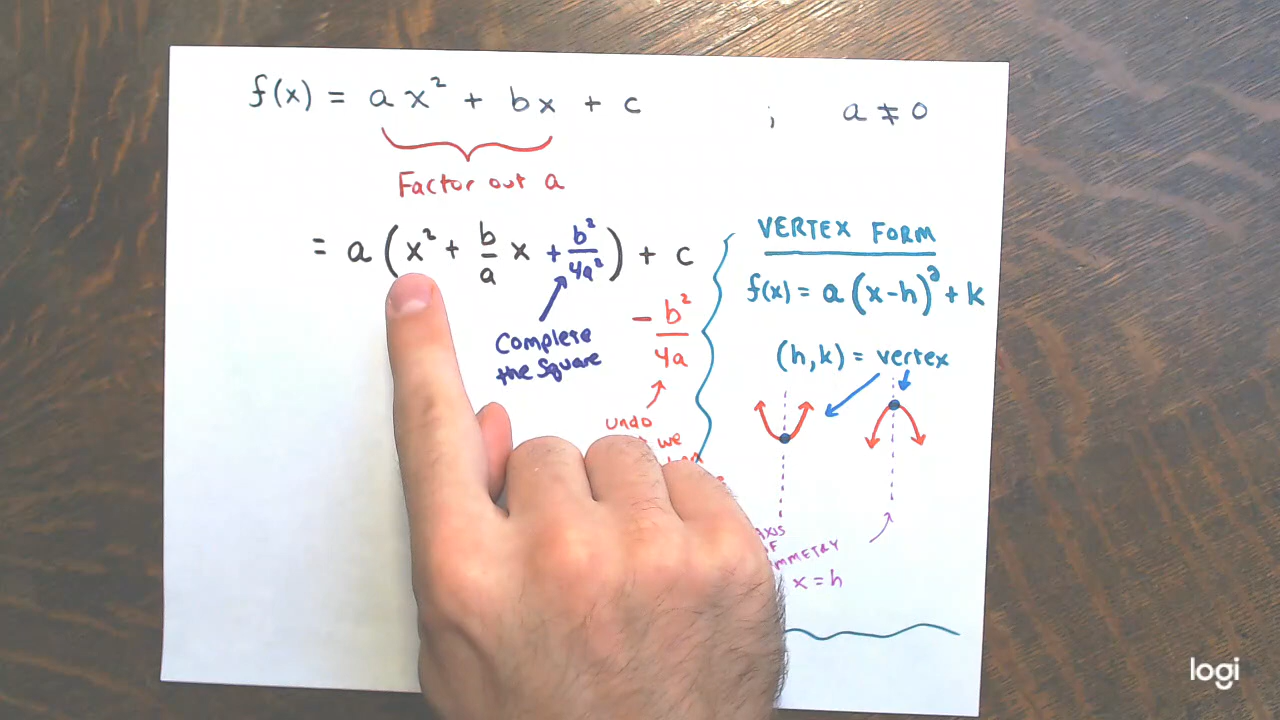 f(x) = ax² + bx + c ; a ≠ 0
Factor out a
= a(x² + b/a x + b²/4a²) + c
- b²/4a
Complete
the Square
undo
we
VERTEX FORM
f(x) = a(x-h)² + k
(h,k) = vertex
AXIS
x = h
logi